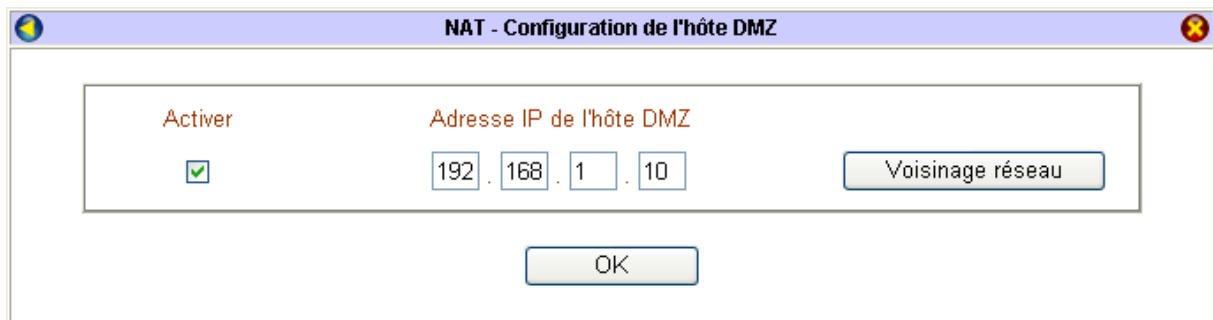 NAT - Configuration de l'hôte DMZ
Activer Adresse IP de l'hôte DMZ
192 . 168 . 1 . 10 Voisinage réseau
OK